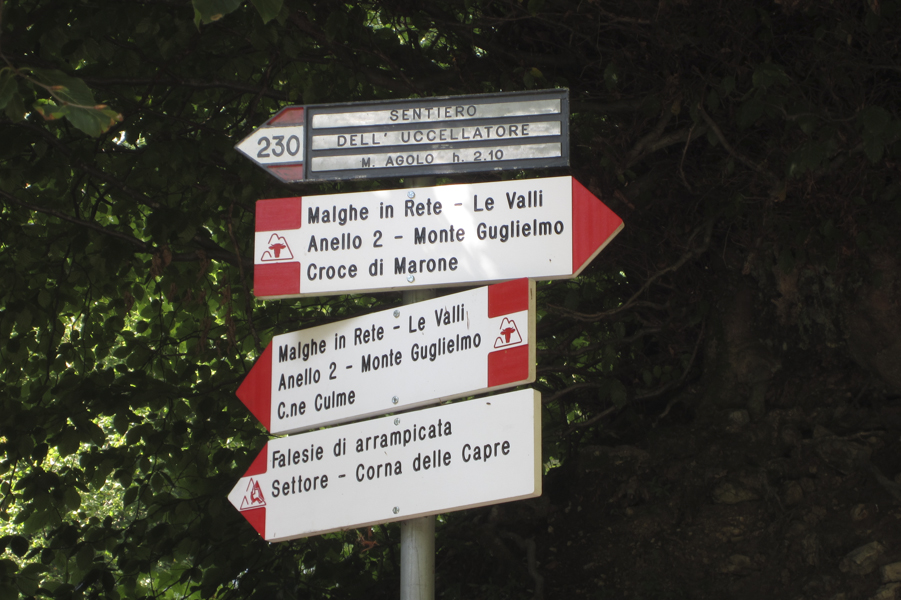 230
SENTIERO
DELL' UCCELLATORE
M. AGOLO h. 2.10
Malghe in Rete - Le Valli
Anello 2 - Monte Guglielmo
Croce di Marone
Malghe in Rete - Le Valli
Anello 2 - Monte Guglielmo
C.ne Culme
Falesie di arrampicata
Settore - Corna delle Capre